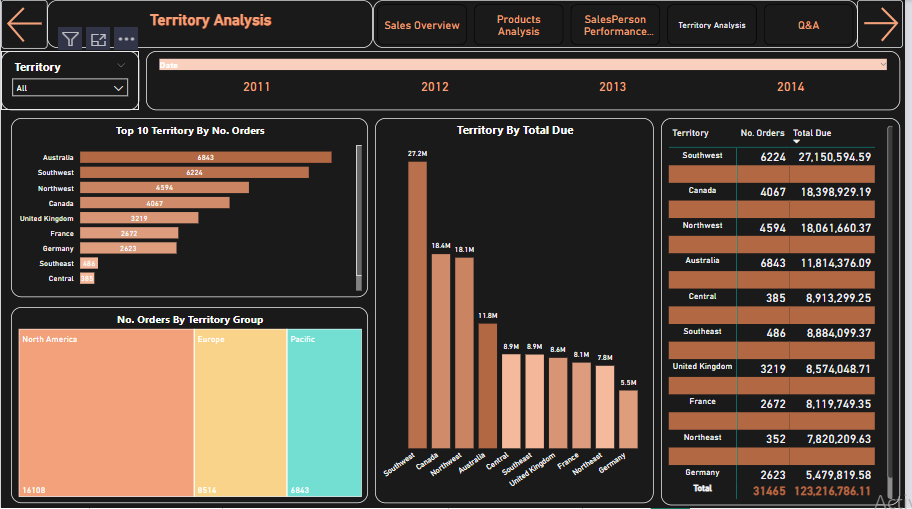 Territory Analysis
Sales Overview
Products
Analysis
SalesPerson
Performance...
Territory Analysis
Q&A
Territory
All
Date
2011 2012 2013 2014
Top 10 Territory By No. Orders
Australia 6843
Southwest 6224
Northwest 4594
Canada 4067
United Kingdom 3219
France 2672
Germany 2623
Southeast 486
Central 385
No. Orders By Territory Group
North America Europe Pacific
16108 8514 6843
Territory By Total Due
27.2M
18.4M 18.1M
11.8M
8.9M 8.9M 8.6M 8.1M 7.8M
5.5M
Southwest Canada Northwest Australia Central Southeast United Kingdom France Northeast Germany
Territory No. Orders Total Due
Southwest 6224 27,150,594.59
Canada 4067 18,398,929.19
Northwest 4594 18,061,660.37
Australia 6843 11,814,376.09
Central 385 8,913,299.25
Southeast 486 8,884,099.37
United Kingdom 3219 8,574,048.71
France 2672 8,119,749.35
Northeast 352 7,820,209.63
Germany 2623 5,479,819.58
Total 31465 123,216,786.11